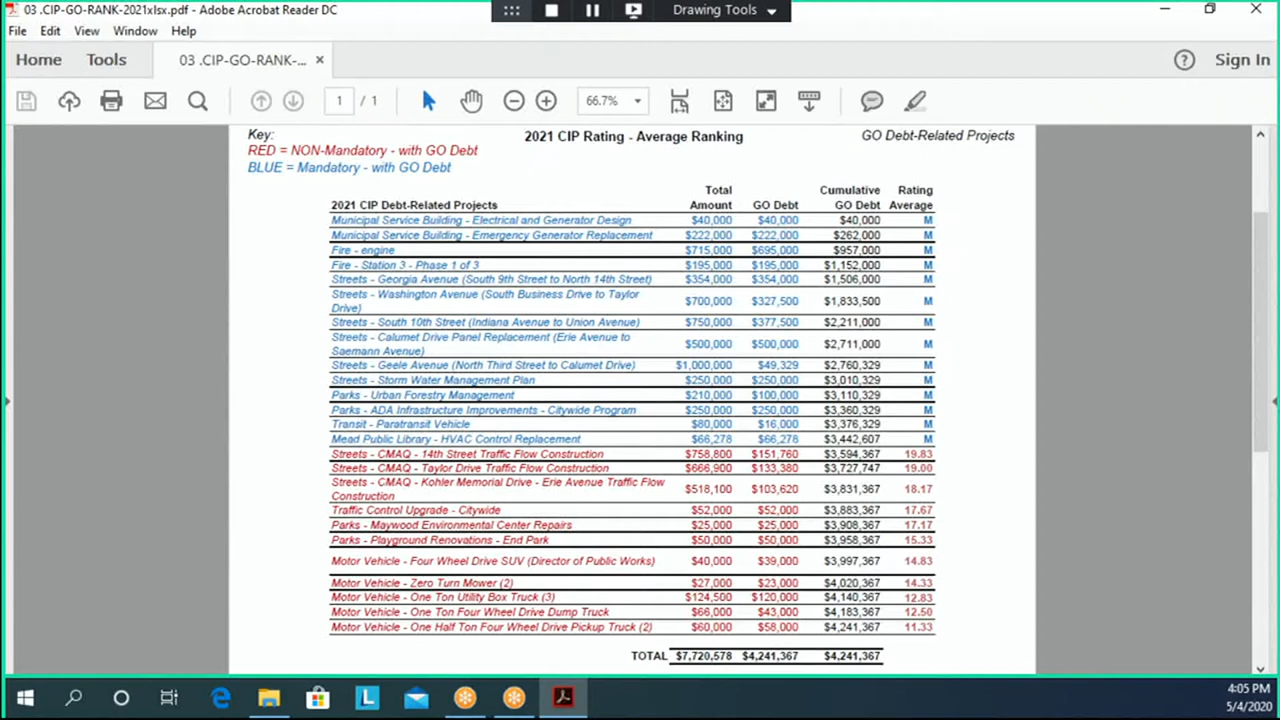 03 .CIP-GO-RANK-2021xlsx.pdf - Adobe Acrobat Reader DC
Drawing Tools
File Edit View Window Help
Home Tools 03 .CIP-GO-RANK-... × Sign In
1 / 1 66.7%
Key: 2021 CIP Rating - Average Ranking GO Debt-Related Projects
RED = NON-Mandatory - with GO Debt
BLUE = Mandatory - with GO Debt
Total Cumulative Rating
2021 CIP Debt-Related Projects Amount GO Debt GO Debt Average
Municipal Service Building - Electrical and Generator Design $40,000 $40,000 $40,000 M
Municipal Service Building - Emergency Generator Replacement $222,000 $222,000 $262,000 M
Fire - engine $715,000 $695,000 $957,000 M
Fire - Station 3 - Phase 1 of 3 $195,000 $195,000 $1,152,000 M
Streets - Georgia Avenue (South 9th Street to North 14th Street) $354,000 $354,000 $1,506,000 M
Streets - Washington Avenue (South Business Drive to Taylor
Drive) $700,000 $327,500 $1,833,500 M
Streets - South 10th Street (Indiana Avenue to Union Avenue) $750,000 $377,500 $2,211,000 M
Streets - Calumet Drive Panel Replacement (Erie Avenue to
Saemann Avenue) $500,000 $500,000 $2,711,000 M
Streets - Geele Avenue (North Third Street to Calumet Drive) $1,000,000 $49,329 $2,760,329 M
Streets - Storm Water Management Plan $250,000 $250,000 $3,010,329 M
Parks - Urban Forestry Management $210,000 $100,000 $3,110,329 M
Parks - ADA Infrastructure Improvements - Citywide Program $250,000 $250,000 $3,360,329 M
Transit - Paratransit Vehicle $80,000 $16,000 $3,376,329 M
Mead Public Library - HVAC Control Replacement $66,278 $66,278 $3,442,607 M
Streets - CMAQ - 14th Street Traffic Flow Construction $758,800 $151,760 $3,594,367 19.83
Streets - CMAQ - Taylor Drive Traffic Flow Construction $666,900 $133,380 $3,727,747 19.00
Streets - CMAQ - Kohler Memorial Drive - Erie Avenue Traffic Flow
Construction $518,100 $103,620 $3,831,367 18.17
Traffic Control Upgrade - Citywide $52,000 $52,000 $3,883,367 17.67
Parks - Maywood Environmental Center Repairs $25,000 $25,000 $3,908,367 17.17
Parks - Playground Renovations - End Park $50,000 $50,000 $3,958,367 15.33
Motor Vehicle - Four Wheel Drive SUV (Director of Public Works) $40,000 $39,000 $3,997,367 14.83
Motor Vehicle - Zero Turn Mower (2) $27,000 $23,000 $4,020,367 14.33
Motor Vehicle - One Ton Utility Box Truck (3) $124,500 $120,000 $4,140,367 12.83
Motor Vehicle - One Ton Four Wheel Drive Dump Truck $66,000 $43,000 $4,183,367 12.50
Motor Vehicle - One Half Ton Four Wheel Drive Pickup Truck (2) $60,000 $58,000 $4,241,367 11.33
TOTAL $7,720,578 $4,241,367 $4,241,367
4:05 PM
5/4/2020